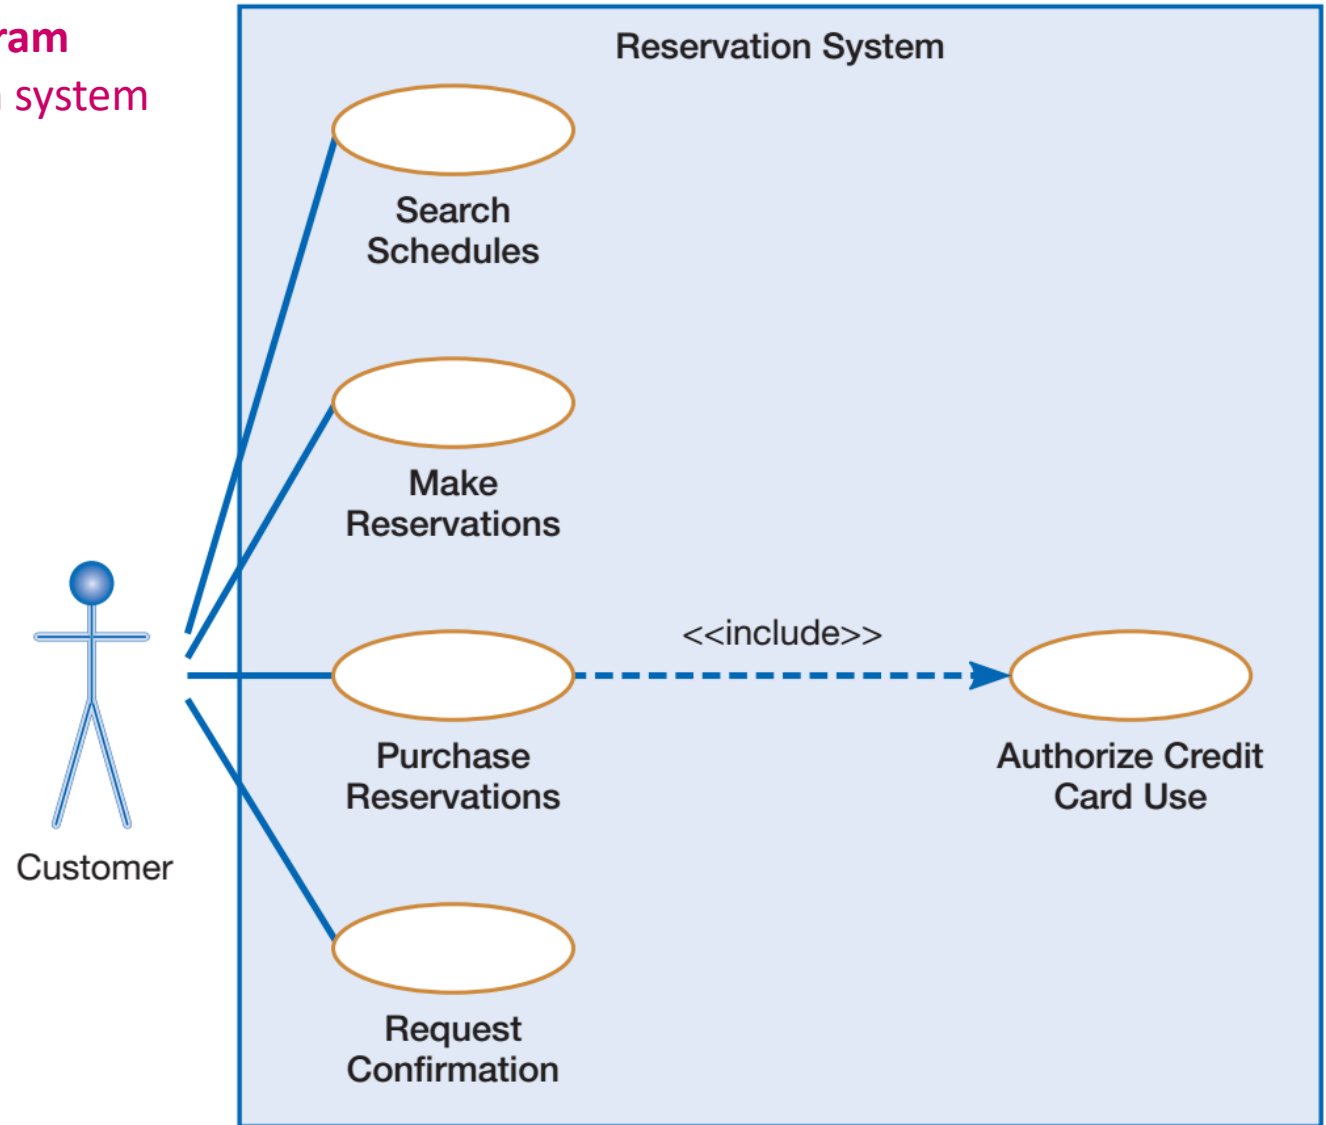 ram
system
Reservation System
Search
Schedules
Make
Reservations
<<include>>
Purchase
Reservations
Authorize Credit
Card Use
Customer
Request
Confirmation